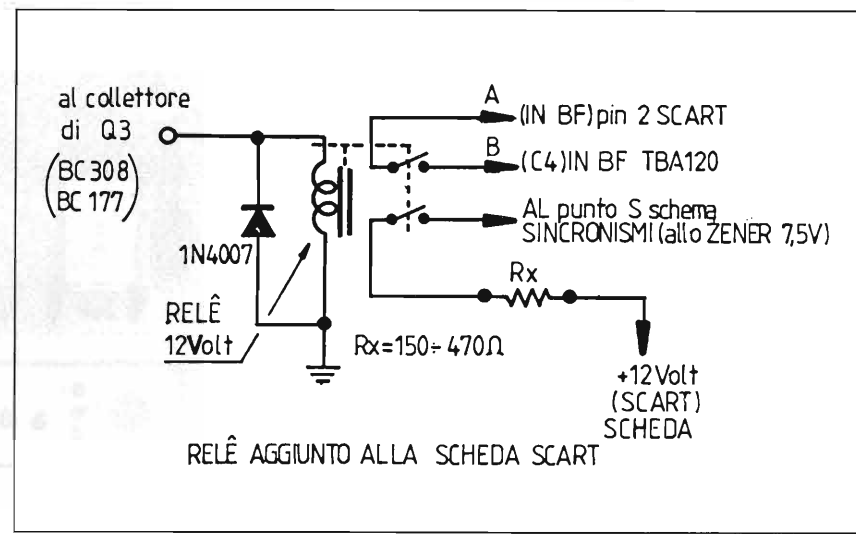 al collettore
di Q3
(BC 308)
(BC 177)
1N4007
RELÊ
12Volt
A
(IN BF) pin 2 SCART
B
(C4) IN BF TBA120
AL punto S schema
SINCRONISMI (allo ZENER 7,5V)
Rx
Rx=150÷470Ω
+12Volt
(SCART)
SCHEDA
RELÊ AGGIUNTO ALLA SCHEDA SCART